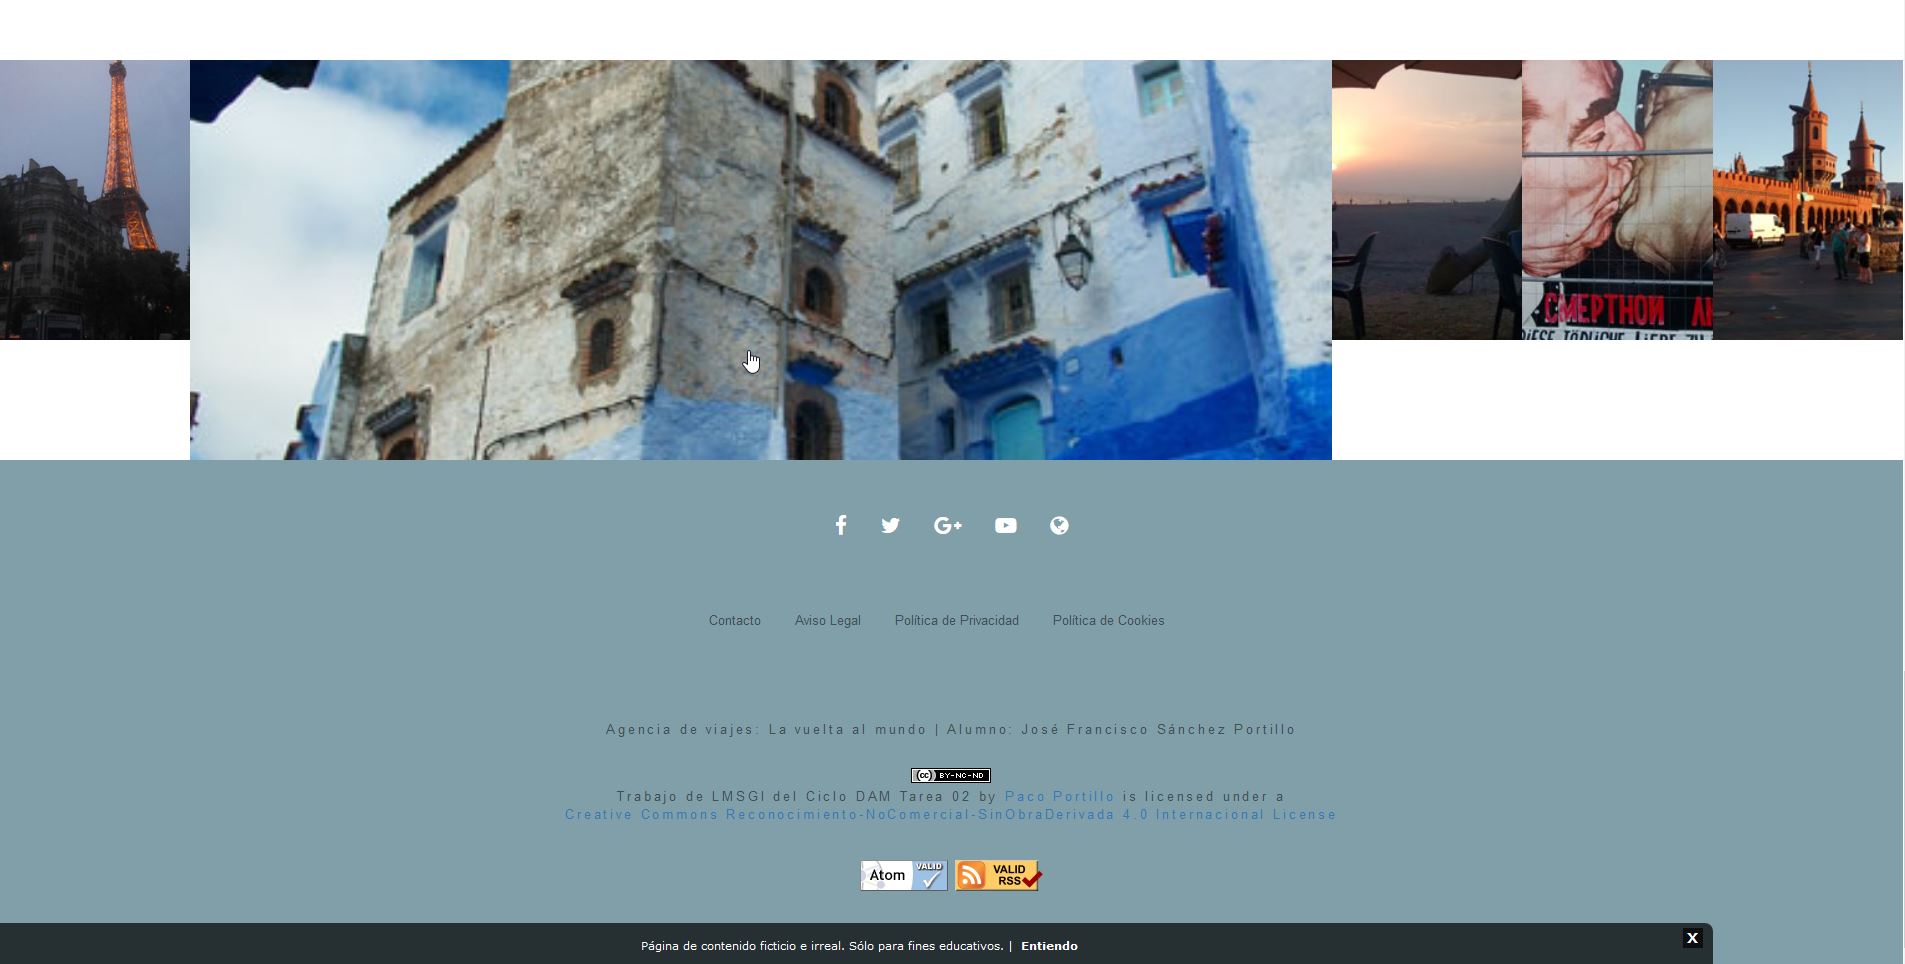 СМЕРТНОЙ
DIESE TÖDLICHE LIEBE ZU
Contacto Aviso Legal Política de Privacidad Política de Cookies
Agencia de viajes: La vuelta al mundo | Alumno: José Francisco Sánchez Portillo
cc BY-NC-ND
Trabajo de LMSGI del Ciclo DAM Tarea 02 by Paco Portillo is licensed under a
Creative Commons Reconocimiento-NoComercial-SinObraDerivada 4.0 Internacional License
Atom VALID VALID RSS
Página de contenido ficticio e irreal. Sólo para fines educativos. | Entiendo X